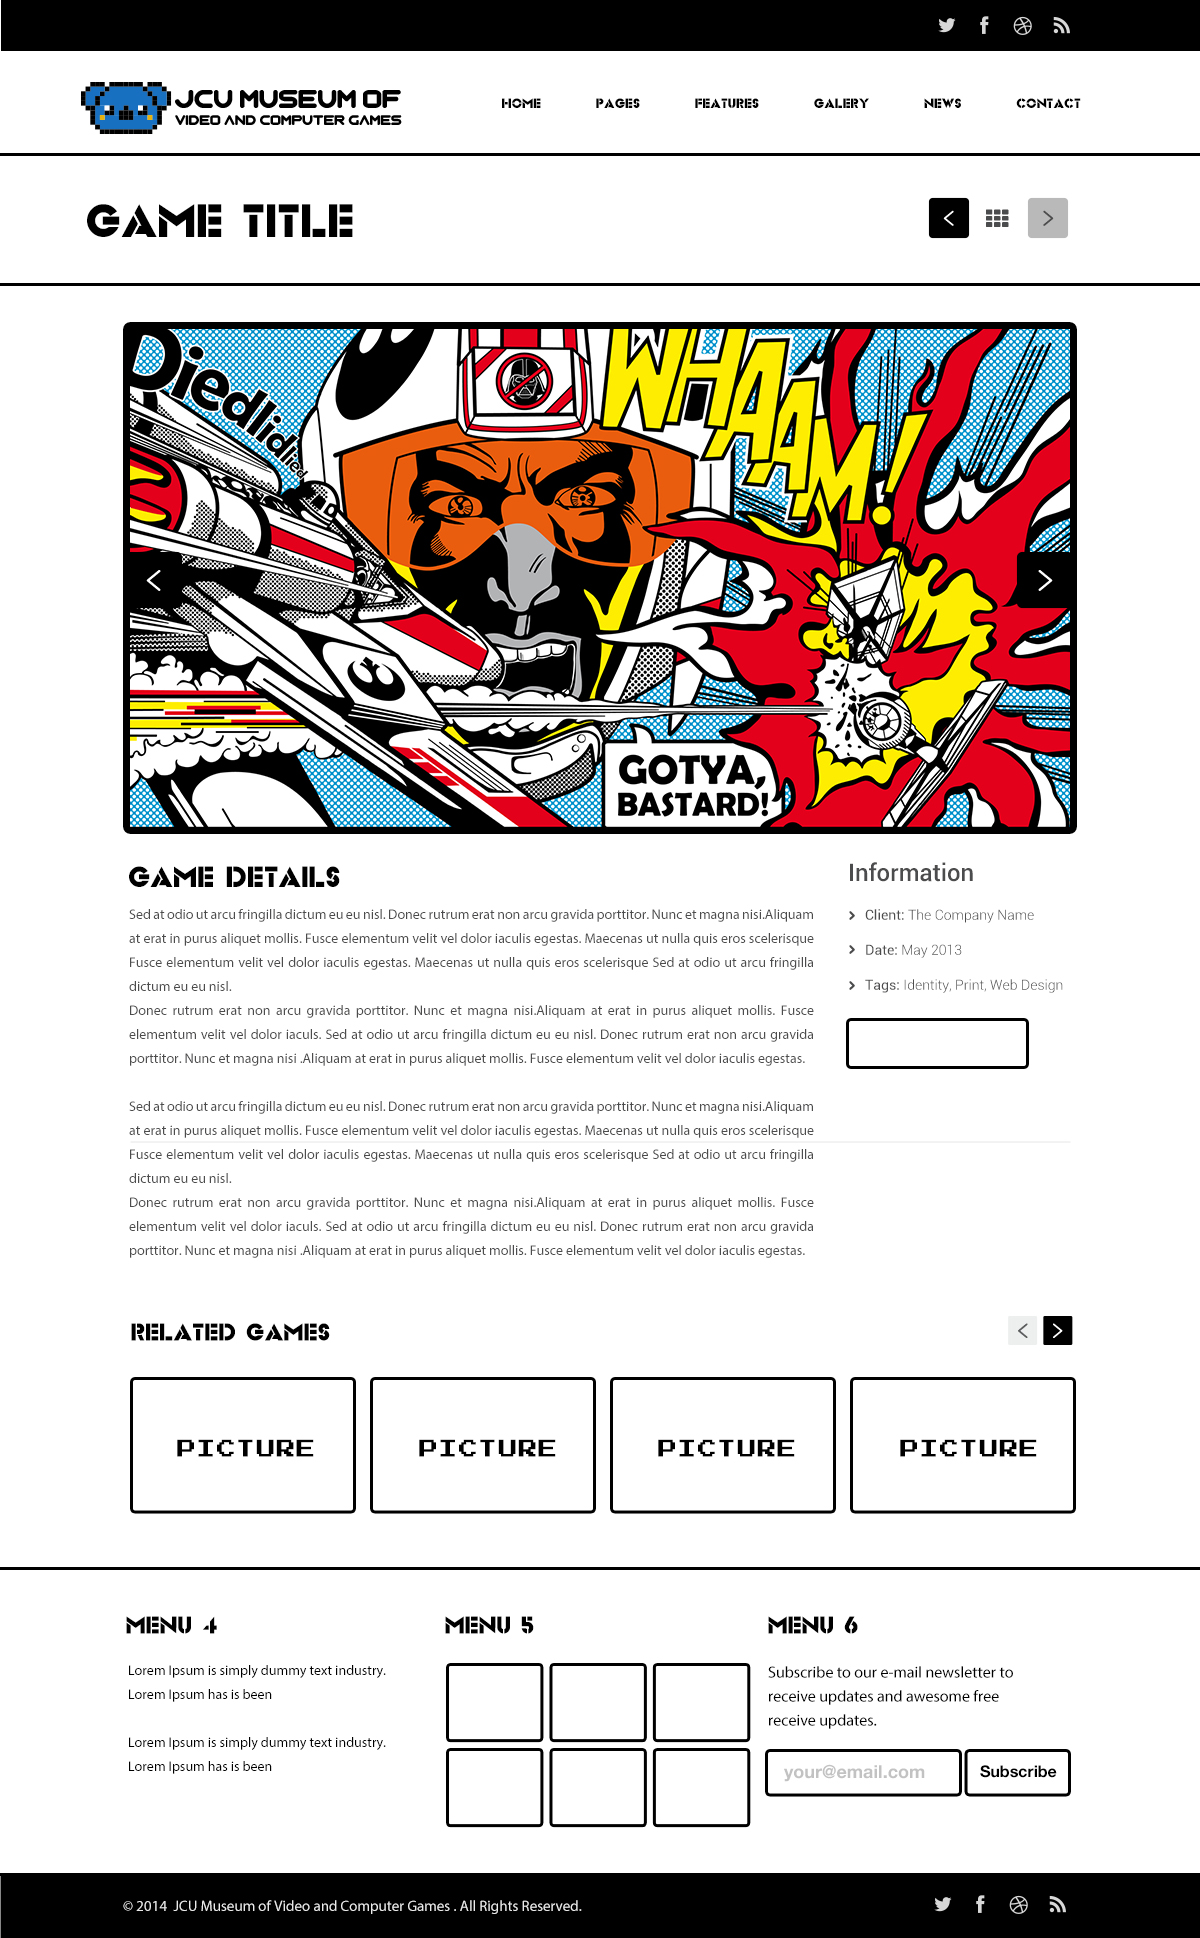 JCU MUSEUM OF
VIDEO AND COMPUTER GAMES
HOME
PAGES
FEATURES
GALERY
NEWS
CONTACT
GAME TITLE
Died
WHAAM!
GOTYA,
BASTARD!
GAME DETAILS
Sed at odio ut arcu fringilla dictum eu eu nisl. Donec rutrum erat non arcu gravida porttitor. Nunc et magna nisi.Aliquam
at erat in purus aliquet mollis. Fusce elementum velit vel dolor iaculis egestas. Maecenas ut nulla quis eros scelerisque
Fusce elementum velit vel dolor iaculis egestas. Maecenas ut nulla quis eros scelerisque Sed at odio ut arcu fringilla
dictum eu eu nisl.
Donec rutrum erat non arcu gravida porttitor. Nunc et magna nisi.Aliquam at erat in purus aliquet mollis. Fusce
elementum velit vel dolor iaculs. Sed at odio ut arcu fringilla dictum eu eu nisl. Donec rutrum erat non arcu gravida
porttitor. Nunc et magna nisi .Aliquam at erat in purus aliquet mollis. Fusce elementum velit vel dolor iaculis egestas.
Sed at odio ut arcu fringilla dictum eu eu nisl. Donec rutrum erat non arcu gravida porttitor. Nunc et magna nisi.Aliquam
at erat in purus aliquet mollis. Fusce elementum velit vel dolor iaculis egestas. Maecenas ut nulla quis eros scelerisque
Fusce elementum velit vel dolor iaculis egestas. Maecenas ut nulla quis eros scelerisque Sed at odio ut arcu fringilla
dictum eu eu nisl.
Donec rutrum erat non arcu gravida porttitor. Nunc et magna nisi.Aliquam at erat in purus aliquet mollis. Fusce
elementum velit vel dolor iaculs. Sed at odio ut arcu fringilla dictum eu eu nisl. Donec rutrum erat non arcu gravida
porttitor. Nunc et magna nisi .Aliquam at erat in purus aliquet mollis. Fusce elementum velit vel dolor iaculis egestas.
Information
Client: The Company Name
Date: May 2013
Tags: Identity, Print, Web Design
RELATED GAMES
PICTURE
PICTURE
PICTURE
PICTURE
MENU 4
Lorem Ipsum is simply dummy text industry.
Lorem Ipsum has is been
Lorem Ipsum is simply dummy text industry.
Lorem Ipsum has is been
MENU 5
MENU 6
Subscribe to our e-mail newsletter to
receive updates and awesome free
receive updates.
your@email.com
Subscribe
© 2014 JCU Museum of Video and Computer Games . All Rights Reserved.